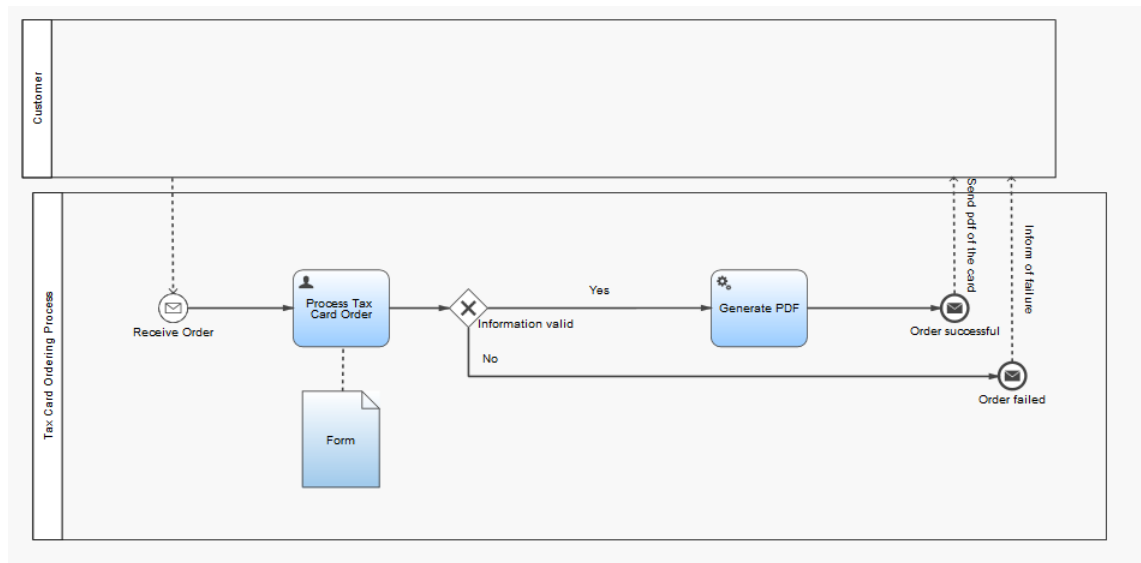 Customer
Tax Card Ordering Process
Receive Order
Process Tax
Card Order
Form
Information valid
Yes
No
Generate PDF
Order successful
Send pdf of the card
Order failed
Inform of failure